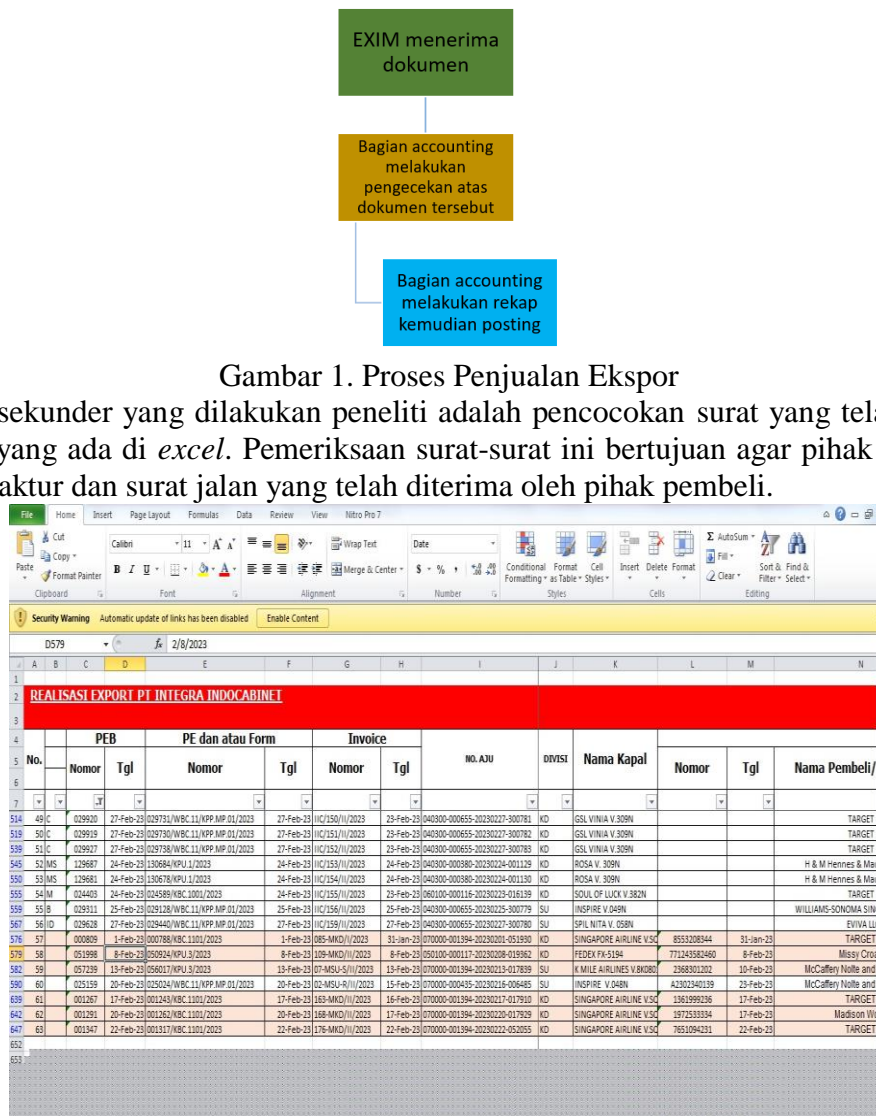 EXIM menerima
dokumen
Bagian accounting
melakukan
pengecekan atas
dokumen tersebut
Bagian accounting
melakukan rekap
kemudian posting
Gambar 1. Proses Penjualan Ekspor
sekunder yang dilakukan peneliti adalah pencocokan surat yang tela
yang ada di excel. Pemeriksaan surat-surat ini bertujuan agar pihak
aktur dan surat jalan yang telah diterima oleh pihak pembeli.
File Home Insert Page Layout Formulas Data Review View Nitro Pro 7
Cut Calibri 11 Wrap Text Date Σ AutoSum
Copy Fill
Paste Format Painter B I U Merge & Center $ % , Conditional Formatting Format as Table Cell Styles Insert Delete Format Clear Sort & Filter Find & Select
Clipboard Font Alignment Number Styles Cells Editing
Security Warning Automatic update of links has been disabled Enable Content
D579 fx 2/8/2023
A B C D E F G H I J K L M N
1
2 REALISASI EXPORT PT INTEGRA INDOCABINET
3
4 PEB PE dan atau Form Invoice
5 No. Nomor Tgl Nomor Tgl Nomor Tgl NO. AJU DIVISI Nama Kapal Nomor Tgl Nama Pembeli/
6
7
514 49 C 029920 27-Feb-23 029731/WBC.11/KPP.MP.01/2023 27-Feb-23 IIC/150/II/2023 23-Feb-23 040300-000655-20230227-300781 KD GSL VINIA V.309N TARGET
519 50 C 029919 27-Feb-23 029730/WBC.11/KPP.MP.01/2023 27-Feb-23 IIC/151/II/2023 23-Feb-23 040300-000655-20230227-300782 KD GSL VINIA V.309N TARGET
539 51 C 029927 27-Feb-23 029738/WBC.11/KPP.MP.01/2023 27-Feb-23 IIC/152/II/2023 23-Feb-23 040300-000655-20230227-300783 KD GSL VINIA V.309N TARGET
545 52 MS 129687 24-Feb-23 130684/KPU.1/2023 24-Feb-23 IIC/153/II/2023 24-Feb-23 040300-000380-20230224-001129 KD ROSA V. 309N H & M Hennes & Mau
550 53 MS 129681 24-Feb-23 130678/KPU.1/2023 24-Feb-23 IIC/154/II/2023 24-Feb-23 040300-000380-20230224-001130 KD ROSA V. 309N H & M Hennes & Mau
555 54 M 024403 24-Feb-23 024589/KBC.1001/2023 24-Feb-23 IIC/155/II/2023 23-Feb-23 060100-000116-20230223-016139 KD SOUL OF LUCK V.382N TARGET
559 55 B 029311 25-Feb-23 029128/WBC.11/KPP.MP.01/2023 25-Feb-23 IIC/156/II/2023 25-Feb-23 040300-000655-20230225-300779 SU INSPIRE V.049N WILLIAMS-SONOMA SIN
567 56 ID 029628 27-Feb-23 029440/WBC.11/KPP.MP.01/2023 27-Feb-23 IIC/159/II/2023 27-Feb-23 040300-000655-20230227-300780 SU SPIL NITA V. 058N EVIVA LL
576 57 000809 1-Feb-23 000788/KBC.1101/2023 1-Feb-23 085-MKD/I/2023 31-Jan-23 070000-001394-20230201-051930 KD SINGAPORE AIRLINE V.SQ 8553208344 31-Jan-23 TARGET
579 58 051998 8-Feb-23 050924/KPU.3/2023 8-Feb-23 109-MKD/II/2023 8-Feb-23 050100-000117-20230208-019362 KD FEDEX FX-5194 771243582460 8-Feb-23 Missy Croa
582 59 057239 13-Feb-23 056017/KPU.3/2023 13-Feb-23 07-MSU-S/II/2023 13-Feb-23 070000-001394-20230213-017839 SU K MILE AIRLINES V.8K080 2368301202 10-Feb-23 McCaffery Nolte and
590 60 025159 20-Feb-23 025024/WBC.11/KPP.MP.01/2023 20-Feb-23 02-MSU-R/II/2023 15-Feb-23 070000-000435-20230216-006485 SU INSPIRE V.048N A2302340139 23-Feb-23 McCaffery Nolte and
639 61 001267 17-Feb-23 001243/KBC.1101/2023 17-Feb-23 163-MKD/II/2023 16-Feb-23 070000-001394-20230217-017910 KD SINGAPORE AIRLINE V.SQ 1361999236 17-Feb-23 TARGET
642 62 001291 20-Feb-23 001262/KBC.1101/2023 20-Feb-23 168-MKD/II/2023 17-Feb-23 070000-001394-20230220-017929 KD SINGAPORE AIRLINE V.SQ 1972533334 17-Feb-23 Madison Wo
647 63 001347 22-Feb-23 001317/KBC.1101/2023 22-Feb-23 176-MKD/II/2023 22-Feb-23 070000-001394-20230222-052055 KD SINGAPORE AIRLINE V.SQ 7651094231 22-Feb-23 TARGET
652
653